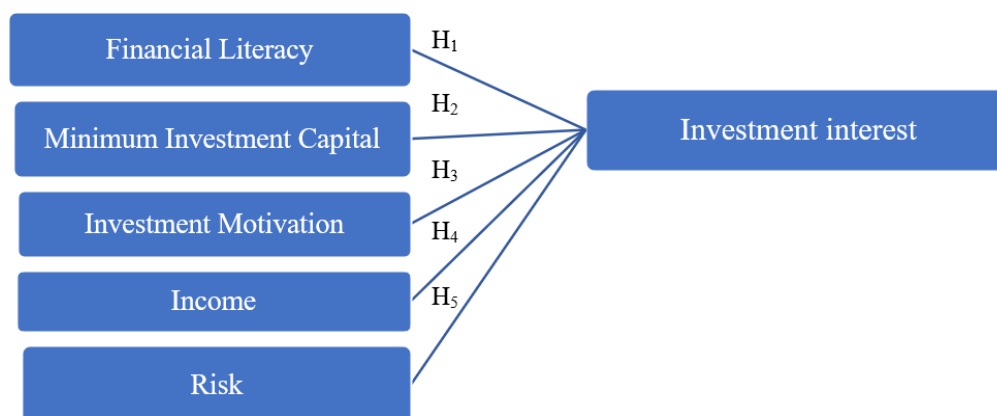 Financial Literacy
H₁
H₂
Minimum Investment Capital
Investment interest
H₃
Investment Motivation
H₄
Income
H₅
Risk